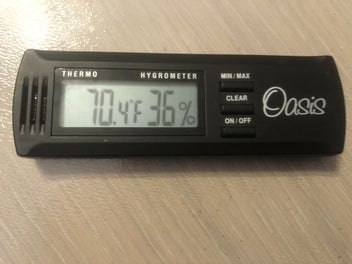 THERMO HYGROMETER
70.4°F 36%
MIN/MAX
CLEAR
ON/OFF
Oasis